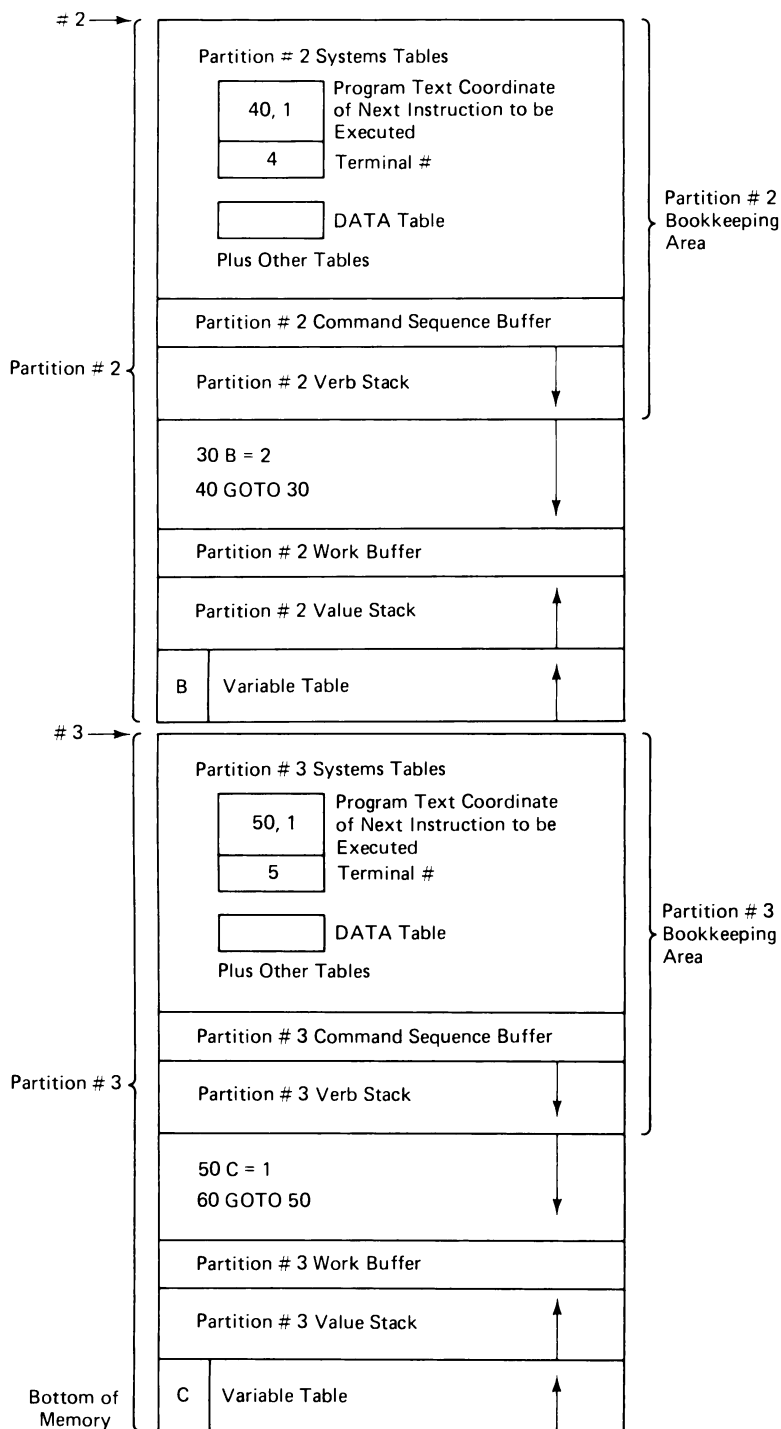 # 2
Partition # 2 Systems Tables
40, 1
Program Text Coordinate
of Next Instruction to be
Executed
4
Terminal #
DATA Table
Plus Other Tables
Partition # 2
Bookkeeping
Area
Partition # 2 Command Sequence Buffer
Partition # 2
Partition # 2 Verb Stack
30 B = 2
40 GOTO 30
Partition # 2 Work Buffer
Partition # 2 Value Stack
B
Variable Table
# 3
Partition # 3 Systems Tables
50, 1
Program Text Coordinate
of Next Instruction to be
Executed
5
Terminal #
DATA Table
Plus Other Tables
Partition # 3
Bookkeeping
Area
Partition # 3 Command Sequence Buffer
Partition # 3
Partition # 3 Verb Stack
50 C = 1
60 GOTO 50
Partition # 3 Work Buffer
Partition # 3 Value Stack
C
Variable Table
Bottom of
Memory